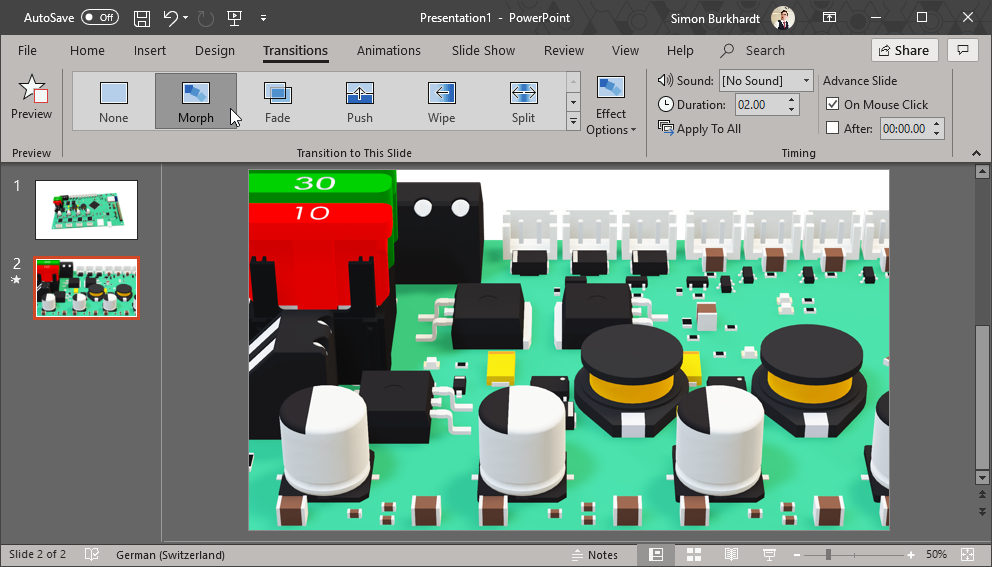 AutoSave Off Presentation1 - PowerPoint Simon Burkhardt
File Home Insert Design Transitions Animations Slide Show Review View Help Search Share
Preview
None Morph Fade Push Wipe Split
Effect Options
Sound: [No Sound]
Duration: 02.00
Apply To All
Advance Slide
On Mouse Click
After: 00:00.00
Preview Transition to This Slide Timing
1
2
30
10
Slide 2 of 2 German (Switzerland) Notes 50%